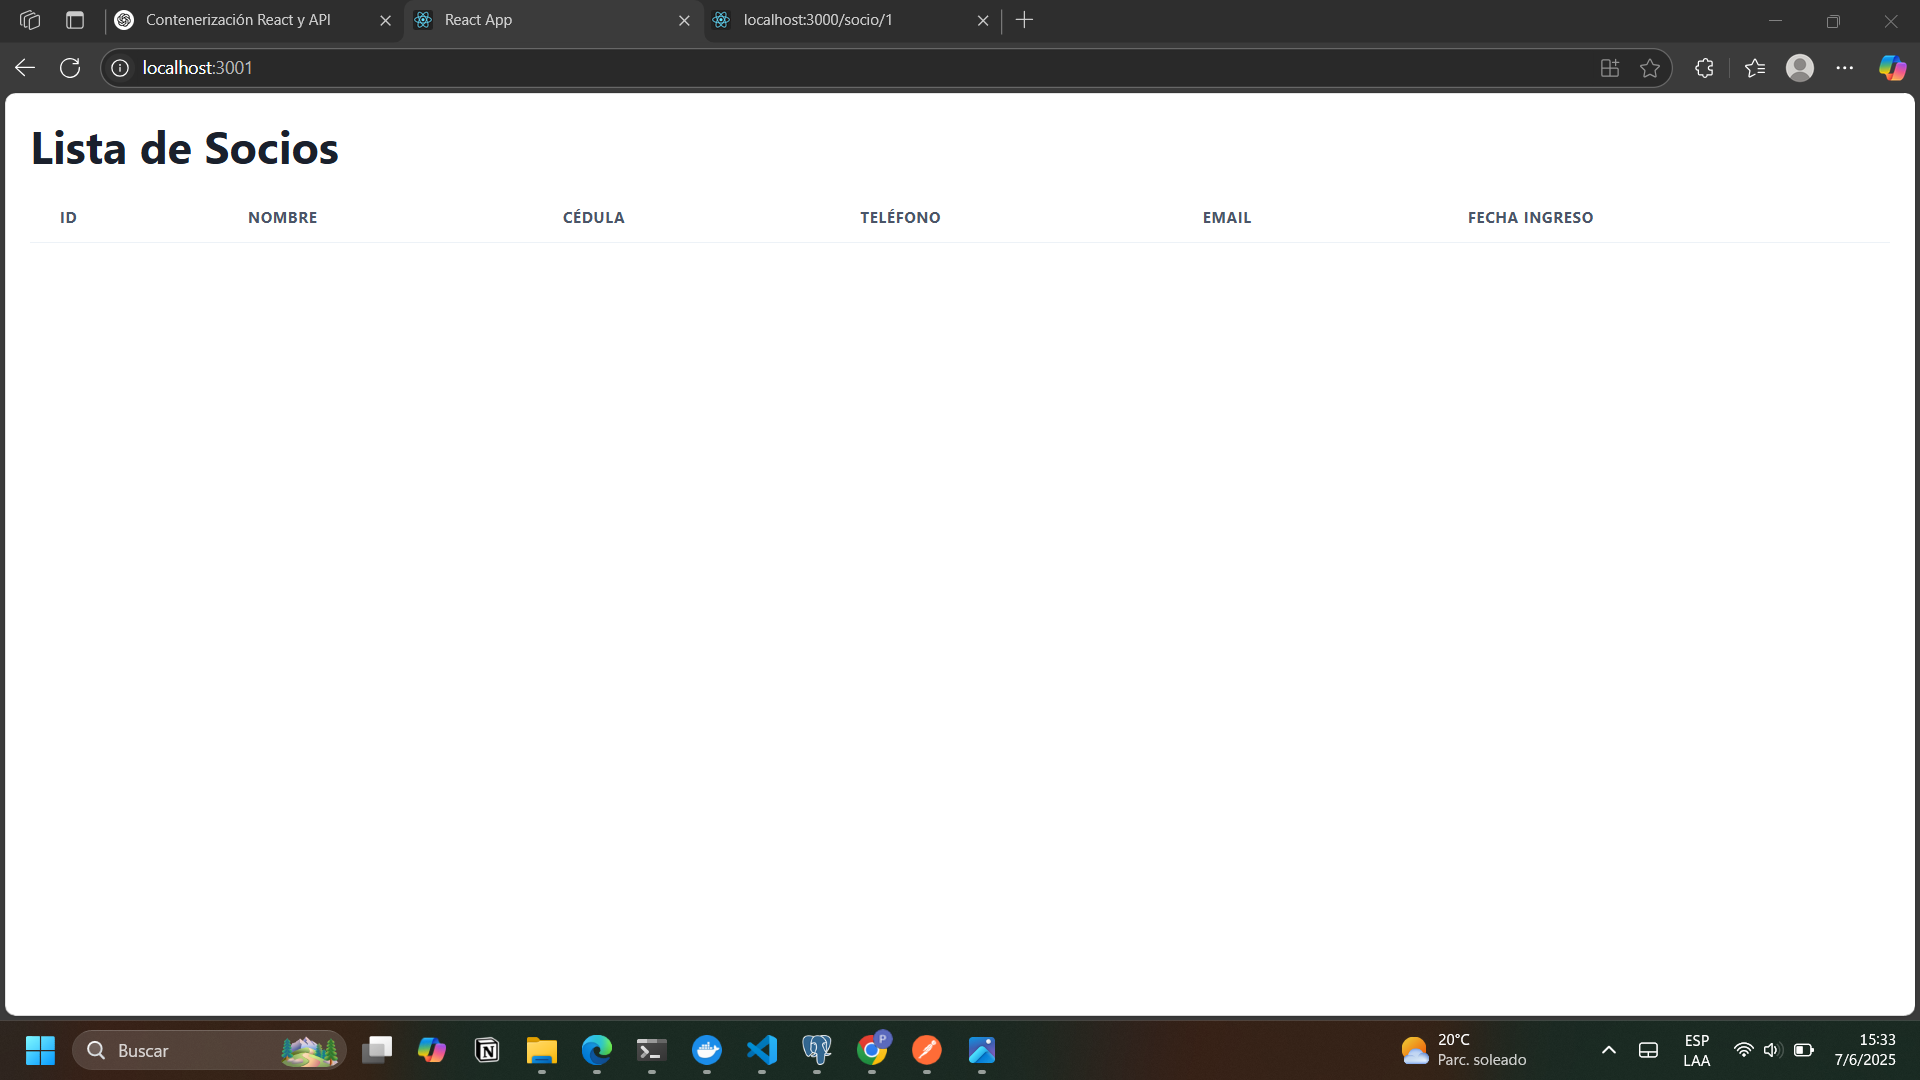 Contenerización React y API
React App
localhost:3000/socio/1
localhost:3001
Lista de Socios
ID NOMBRE CÉDULA TELÉFONO EMAIL FECHA INGRESO
Buscar
P
20°C
Parc. soleado
ESP
LAA
15:33
7/6/2025